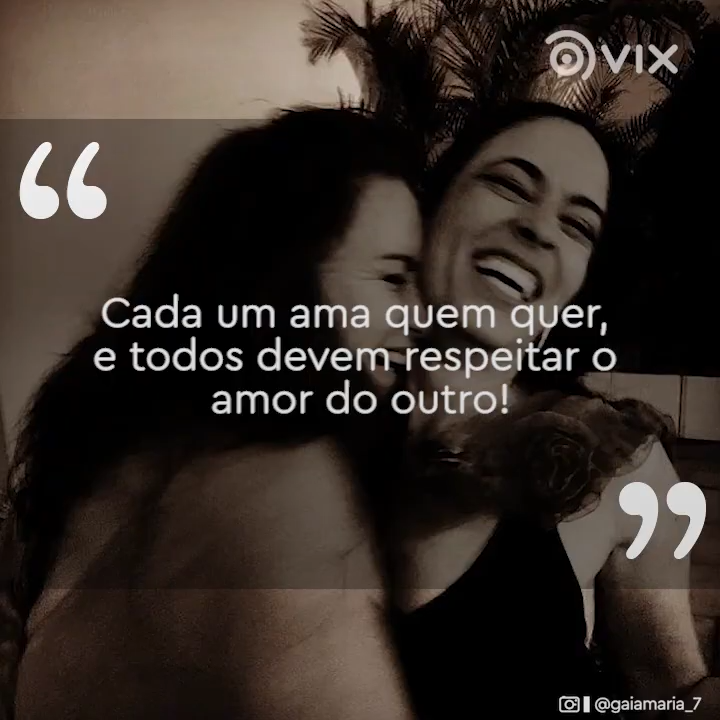 VIX
“
Cada um ama quem quer,
e todos devem respeitar o
amor do outro!
”
@gaiamaria_7